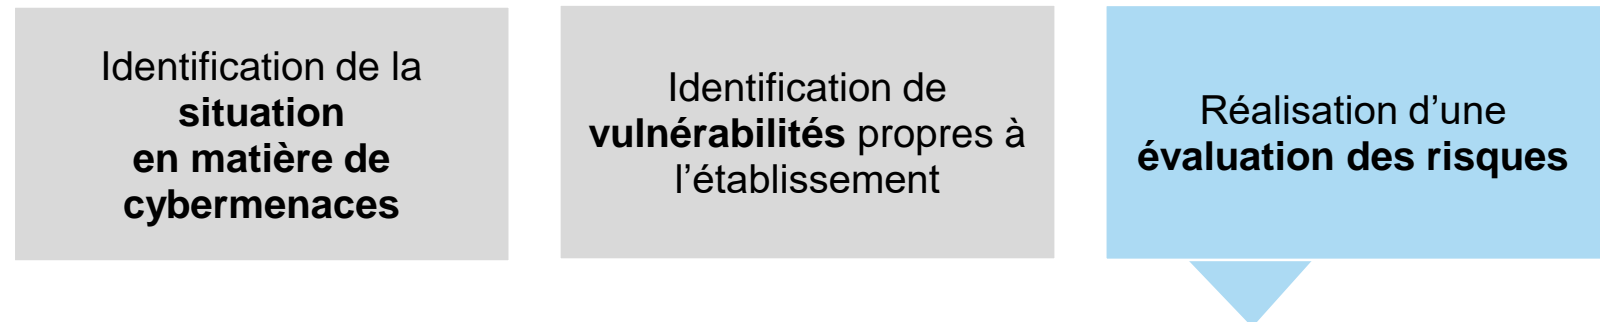 Identification de la
situation
en matière de
cybermenaces
Identification de
vulnérabilités propres à
l’établissement
Réalisation d’une
évaluation des risques